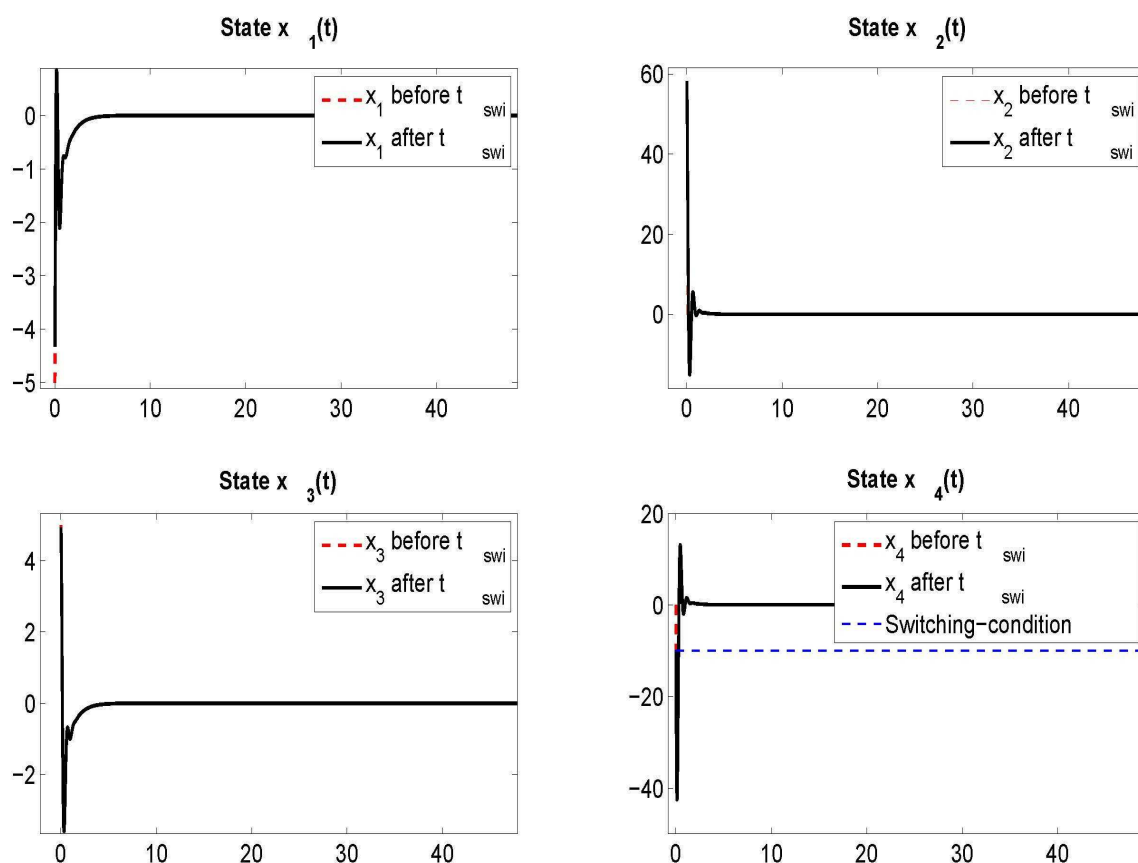 State x 1(t)
0
−1
−2
−3
−4
−5
x1 before t swi
x1 after t swi
0 10 20 30 40
State x 2(t)
60
40
20
0
x2 before t swi
x2 after t swi
0 10 20 30 40
State x 3(t)
4
2
0
−2
x3 before t swi
x3 after t swi
0 10 20 30 40
State x 4(t)
20
0
−20
−40
x4 before t swi
x4 after t swi
Switching−condition
0 10 20 30 40